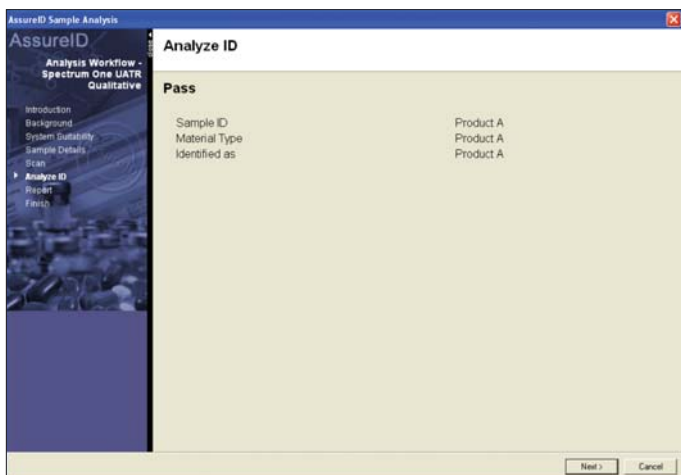 AssureID Sample Analysis
AssureID
Analysis Workflow -
Spectrum One UATR
Qualitative
Introduction
Background
System Suitability
Sample Details
Scan
Analyze ID
Report
Finish
Analyze ID
Pass
Sample ID Product A
Material Type Product A
Identified as Product A
Next >
Cancel